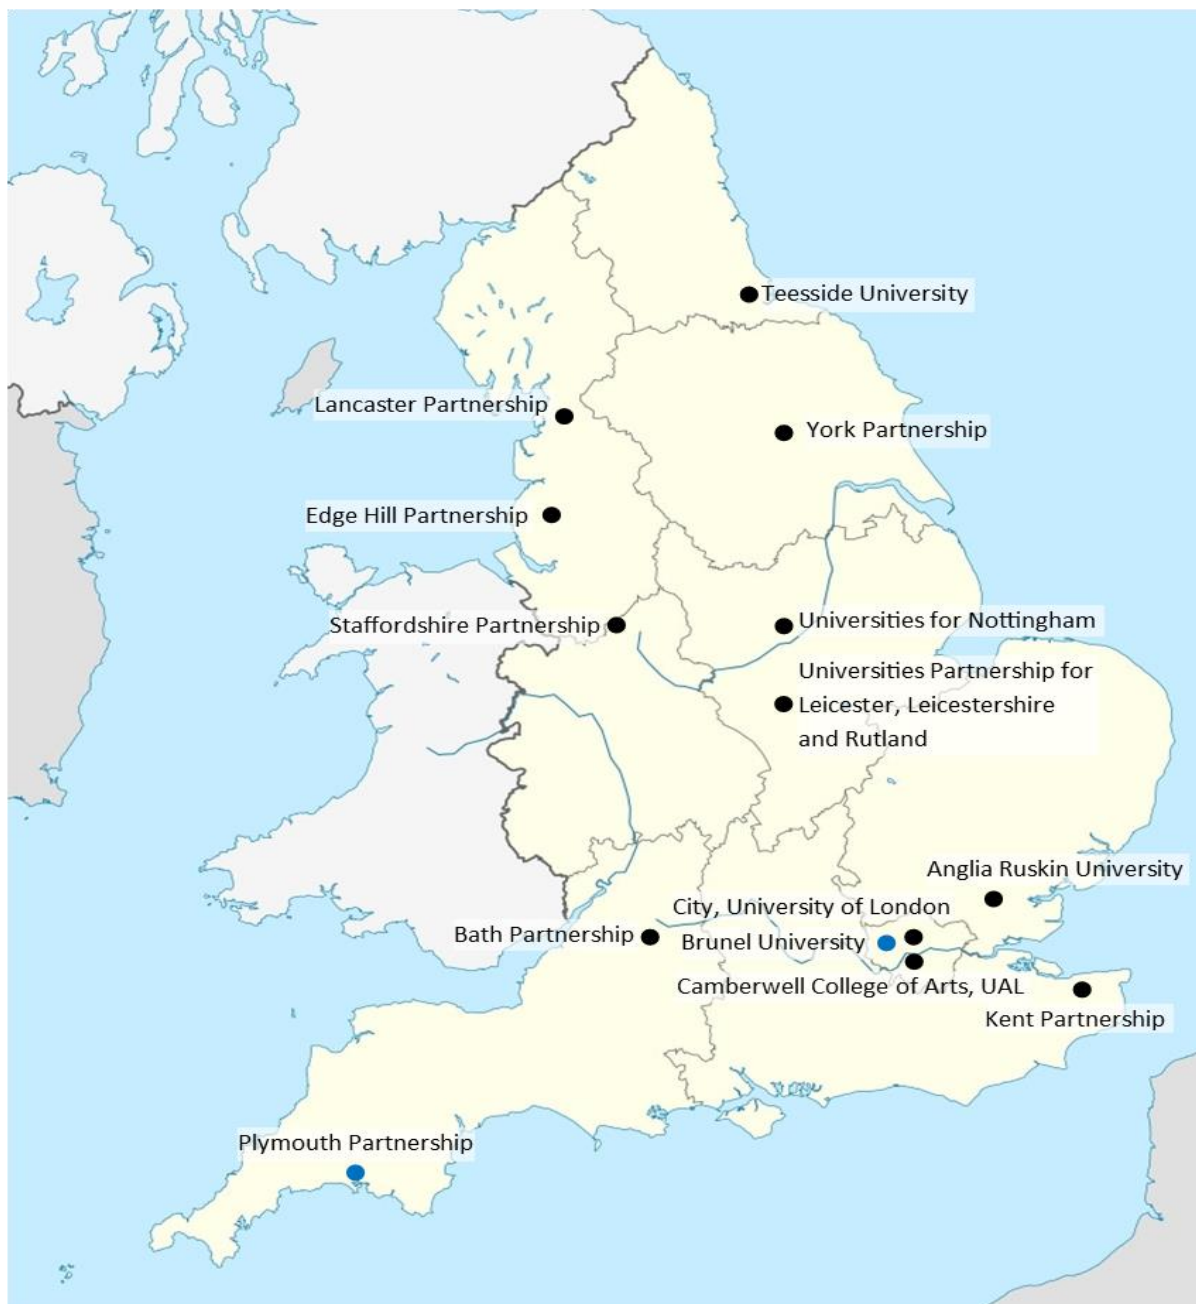 Teesside University
Lancaster Partnership
York Partnership
Edge Hill Partnership
Staffordshire Partnership
Universities for Nottingham
Universities Partnership for
Leicester, Leicestershire
and Rutland
Anglia Ruskin University
City, University of London
Bath Partnership
Brunel University
Camberwell College of Arts, UAL
Kent Partnership
Plymouth Partnership